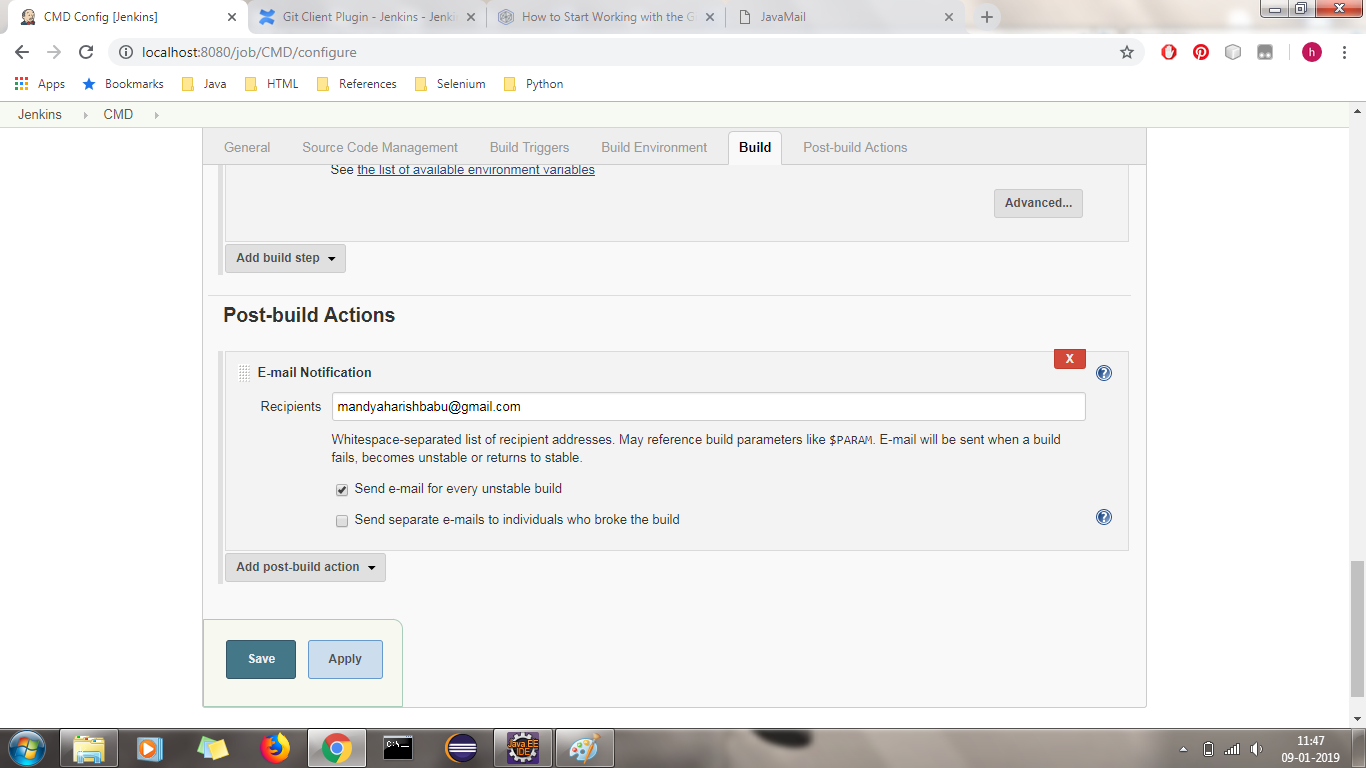 CMD Config [Jenkins]
Git Client Plugin - Jenkins - Jenki
How to Start Working with the G
JavaMail
localhost:8080/job/CMD/configure
h
Apps
Bookmarks
Java
HTML
References
Selenium
Python
Jenkins
CMD
General
Source Code Management
Build Triggers
Build Environment
Build
Post-build Actions
See the list of available environment variables
Advanced...
Add build step
Post-build Actions
X
E-mail Notification
?
Recipients
mandyaharishbabu@gmail.com
Whitespace-separated list of recipient addresses. May reference build parameters like $PARAM. E-mail will be sent when a build
fails, becomes unstable or returns to stable.
Send e-mail for every unstable build
Send separate e-mails to individuals who broke the build
?
Add post-build action
Save
Apply
C:\_
Java EE
IDE
11:47
09-01-2019